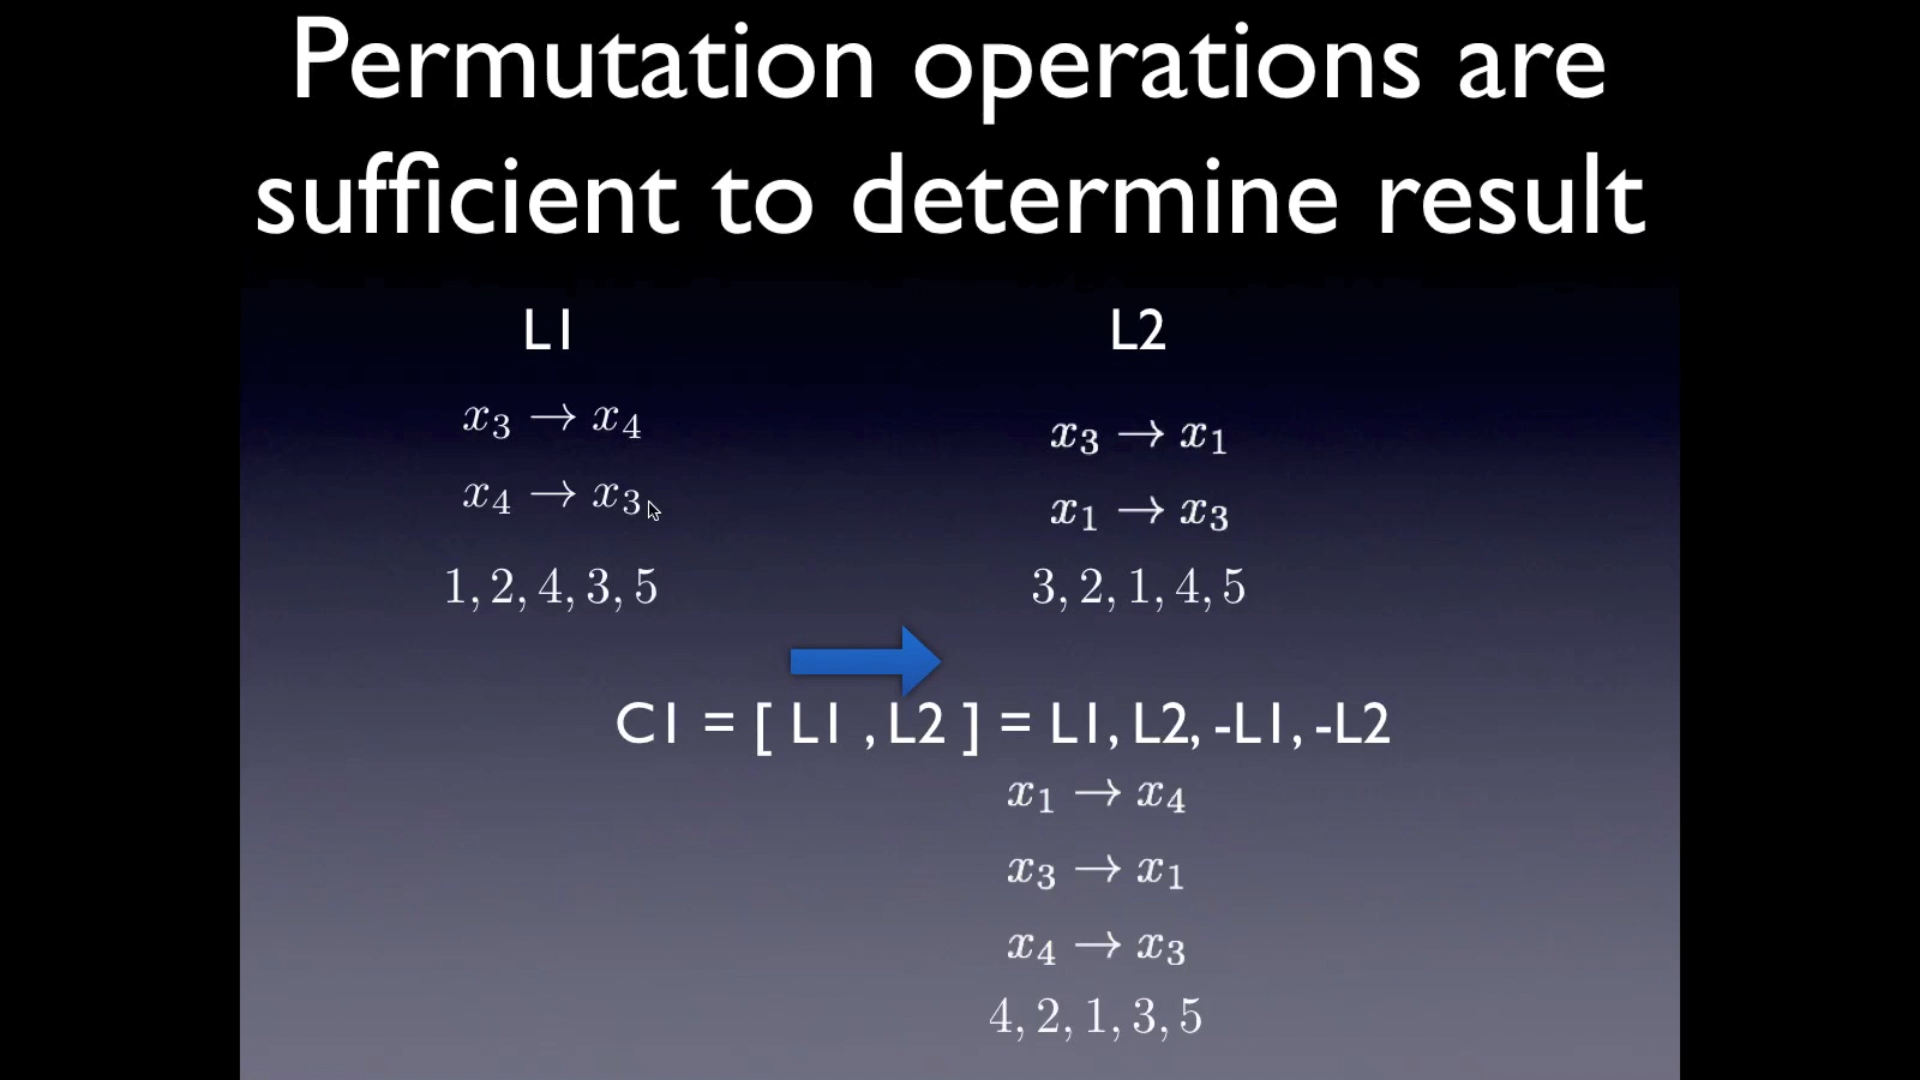 Permutation operations are
sufficient to determine result
L1
L2
x₃ → x₄
x₄ → x₃
1, 2, 4, 3, 5
x₃ → x₁
x₁ → x₃
3, 2, 1, 4, 5
C1 = [ L1 , L2 ] = L1, L2, -L1, -L2
x₁ → x₄
x₃ → x₁
x₄ → x₃
4, 2, 1, 3, 5